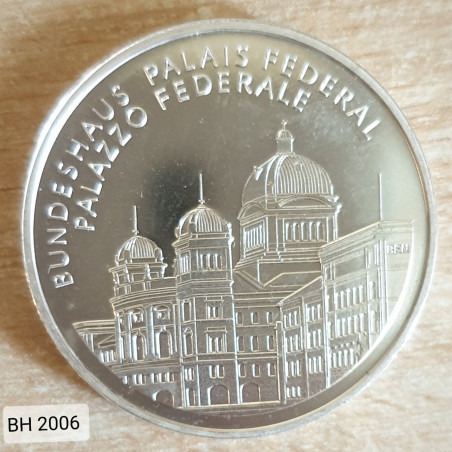 BUNDESHAUS PALAIS FEDERAL
PALAZZO FEDERALE
BH 2006